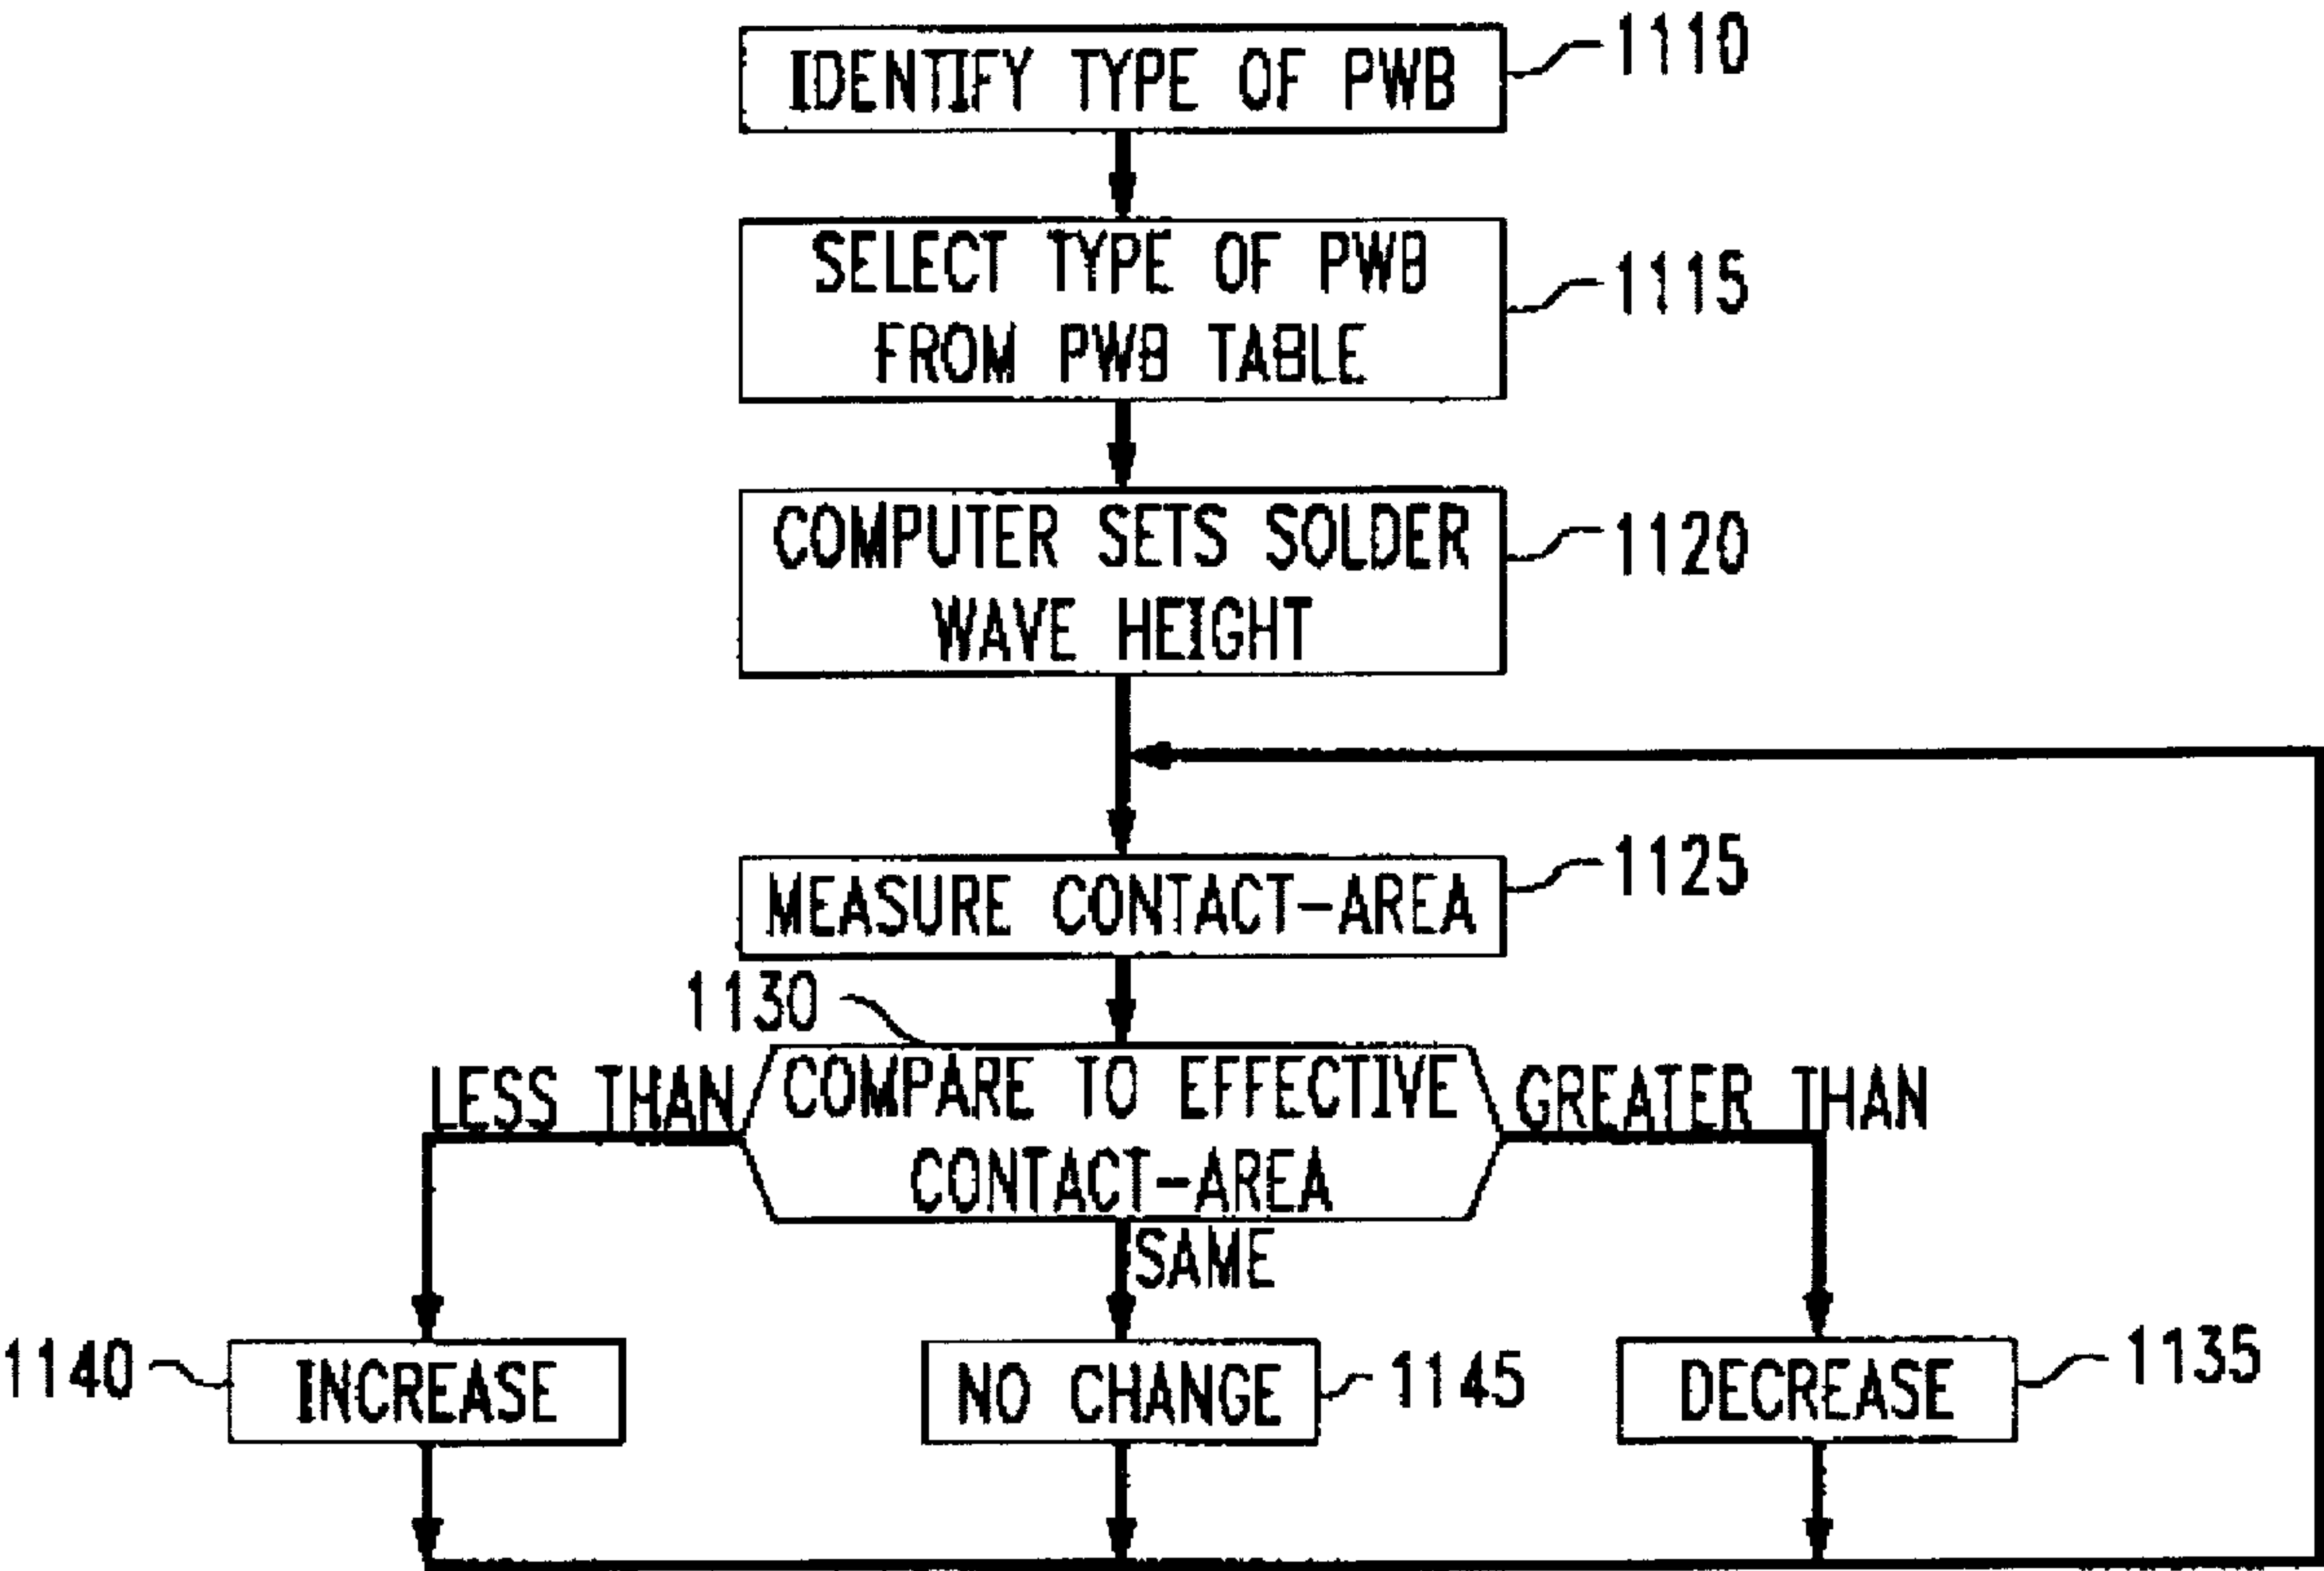 IDENTIFY TYPE OF PWB
1110
SELECT TYPE OF PWB
FROM PWB TABLE
1115
COMPUTER SETS SOLDER
WAVE HEIGHT
1120
MEASURE CONTACT-AREA
1125
1130
COMPARE TO EFFECTIVE
CONTACT-AREA
LESS THAN
GREATER THAN
SAME
1140
INCREASE
NO CHANGE
1145
DECREASE
1135